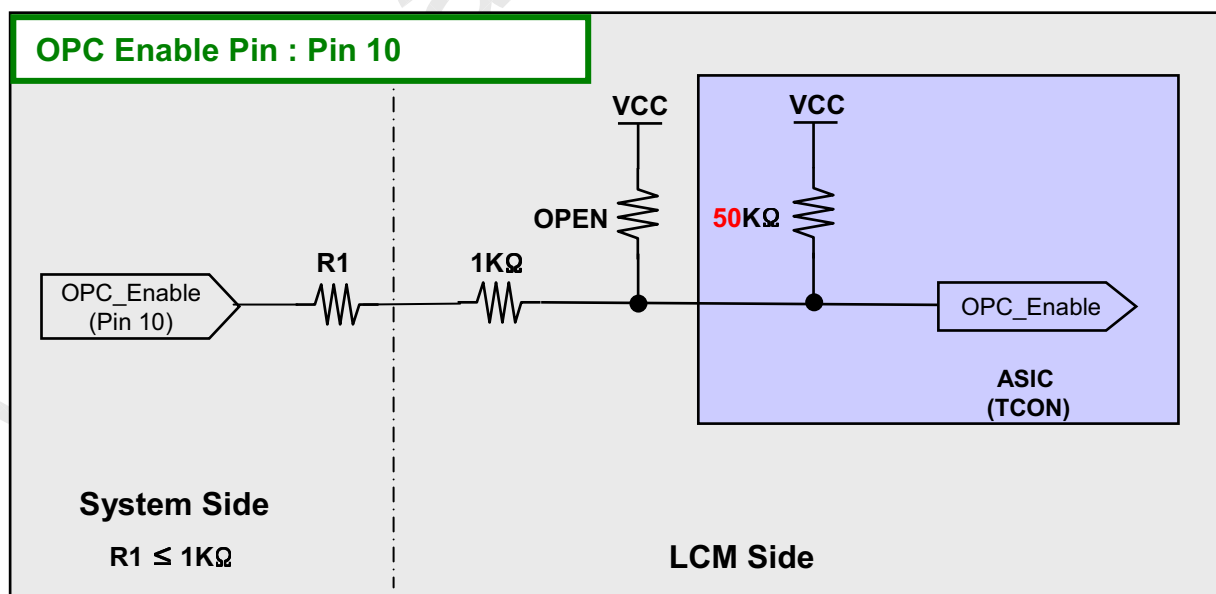 OPC Enable Pin : Pin 10
VCC
VCC
OPEN
50KΩ
R1
1KΩ
OPC_Enable
(Pin 10)
OPC_Enable
ASIC
(TCON)
System Side
R1 ≤ 1KΩ
LCM Side